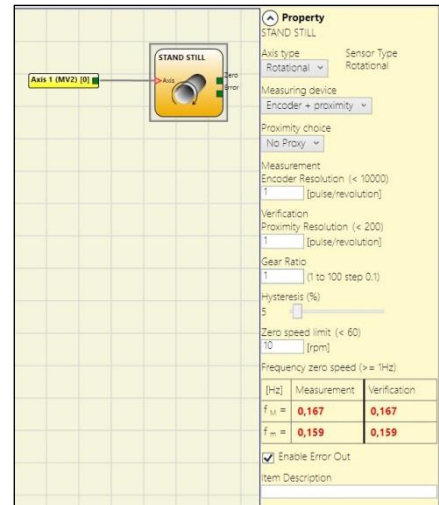 Property
STAND STILL
Axis type Sensor Type
Rotational Rotational
Measuring device
Encoder + proximity
Proximity choice
No Proxy
Measurement
Encoder Resolution (< 10000)
1 [pulse/revolution]
Verification
Proximity Resolution (< 200)
1 [pulse/revolution]
Gear Ratio
1 (1 to 100 step 0.1)
Hysteresis (%)
5
Zero speed limit (< 60)
10 [rpm]
Frequency zero speed (>= 1Hz)
[Hz] Measurement Verification
f M = 0,167 0,167
f m = 0,159 0,159
Enable Error Out
Item Description
STAND STILL
Axis 1 (MV2) [0] Axis Zero
Error